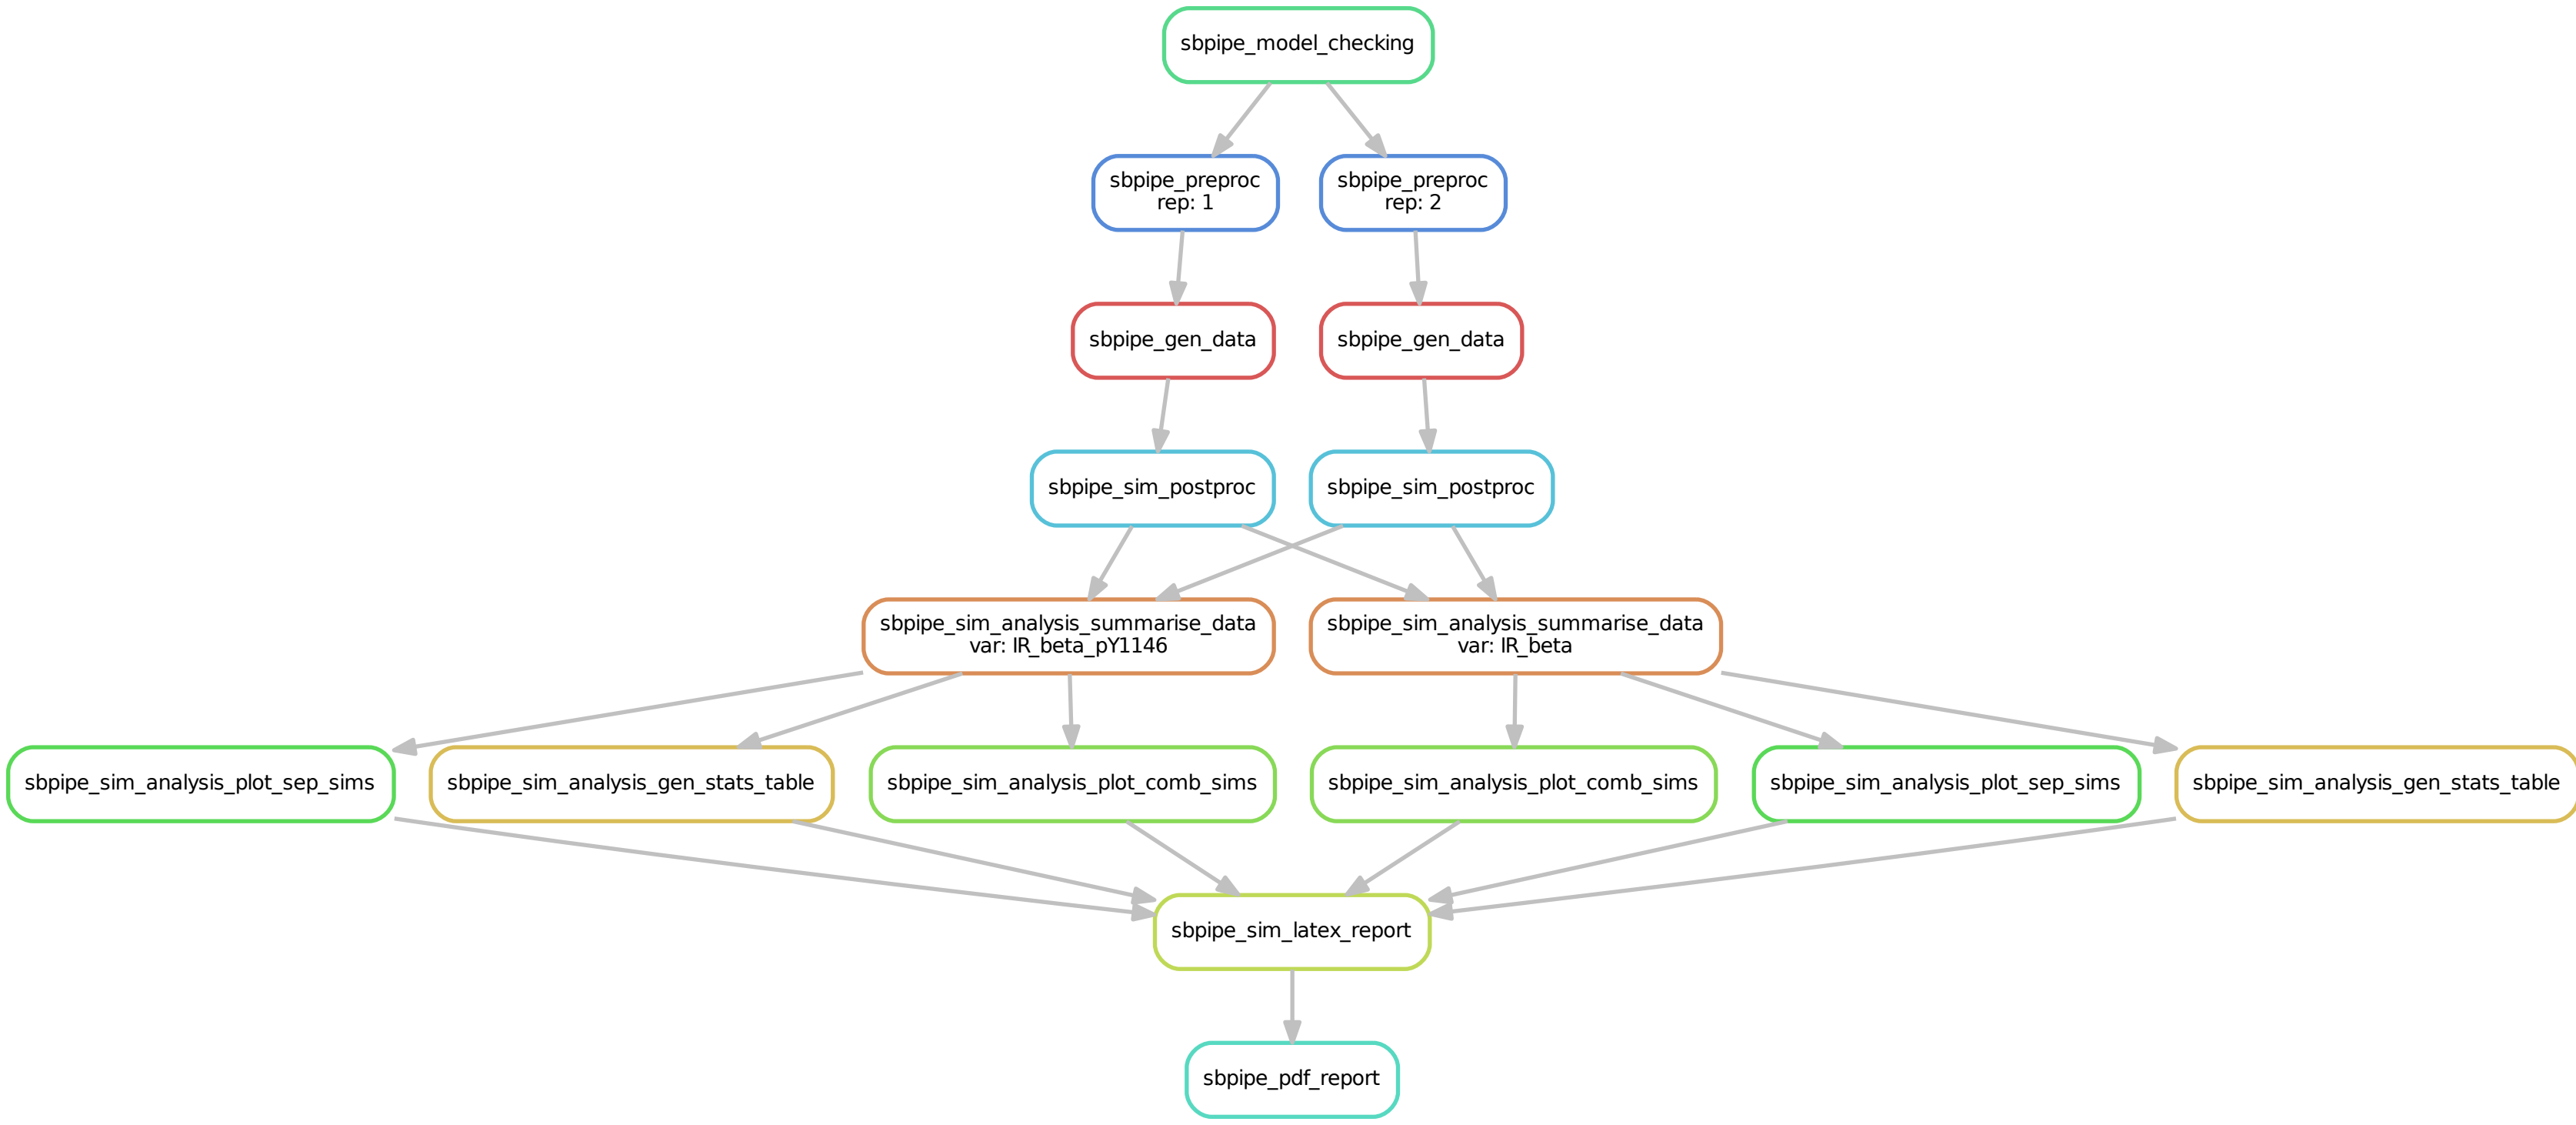 sbpipe_model_checking
sbpipe_preproc
rep: 1
sbpipe_preproc
rep: 2
sbpipe_gen_data
sbpipe_gen_data
sbpipe_sim_postproc
sbpipe_sim_postproc
sbpipe_sim_analysis_summarise_data
var: IR_beta_pY1146
sbpipe_sim_analysis_summarise_data
var: IR_beta
sbpipe_sim_analysis_plot_sep_sims
sbpipe_sim_analysis_gen_stats_table
sbpipe_sim_analysis_plot_comb_sims
sbpipe_sim_analysis_plot_comb_sims
sbpipe_sim_analysis_plot_sep_sims
sbpipe_sim_analysis_gen_stats_table
sbpipe_sim_latex_report
sbpipe_pdf_report